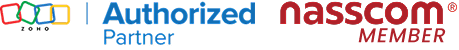 ZOHO
Authorized
Partner
nasscom®
MEMBER